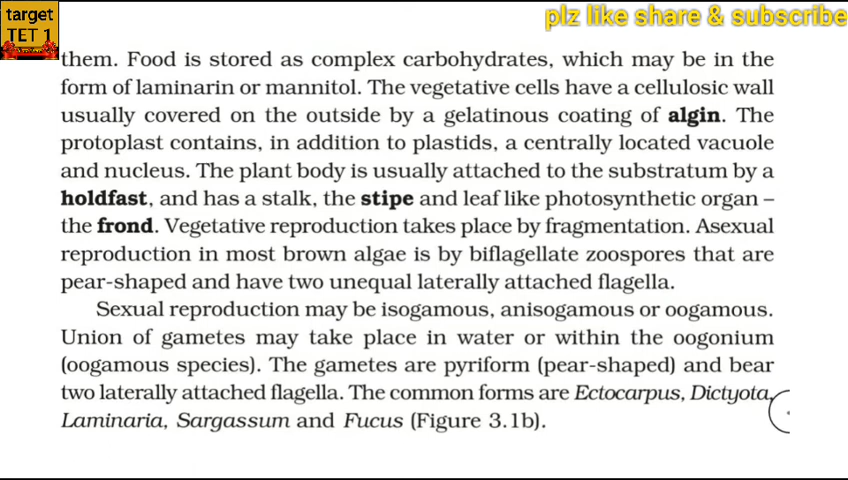 target
TET 1
plz like share & subscribe
them. Food is stored as complex carbohydrates, which may be in the
form of laminarin or mannitol. The vegetative cells have a cellulosic wall
usually covered on the outside by a gelatinous coating of algin. The
protoplast contains, in addition to plastids, a centrally located vacuole
and nucleus. The plant body is usually attached to the substratum by a
holdfast, and has a stalk, the stipe and leaf like photosynthetic organ –
the frond. Vegetative reproduction takes place by fragmentation. Asexual
reproduction in most brown algae is by biflagellate zoospores that are
pear-shaped and have two unequal laterally attached flagella.
Sexual reproduction may be isogamous, anisogamous or oogamous.
Union of gametes may take place in water or within the oogonium
(oogamous species). The gametes are pyriform (pear-shaped) and bear
two laterally attached flagella. The common forms are Ectocarpus, Dictyota,
Laminaria, Sargassum and Fucus (Figure 3.1b).